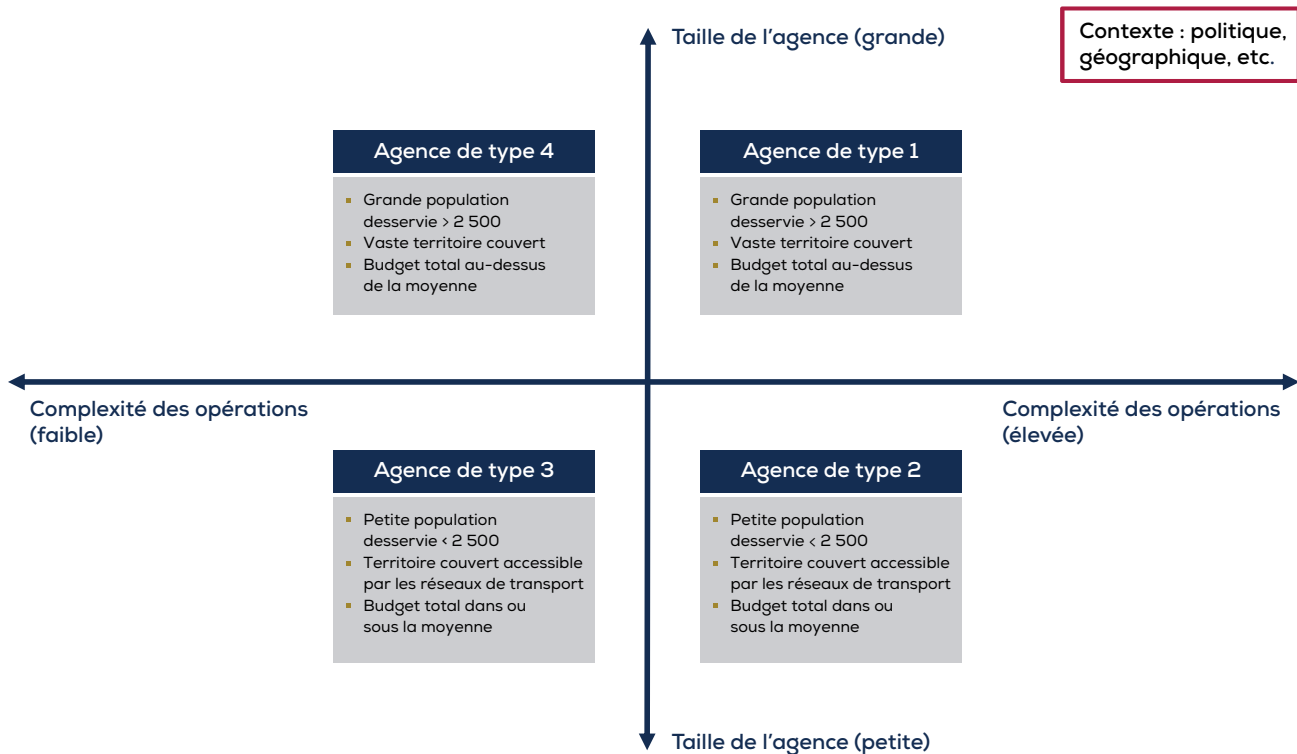 Taille de l'agence (grande)
Contexte : politique,
géographique, etc.
Agence de type 4
▪ Grande population
desservie > 2 500
▪ Vaste territoire couvert
▪ Budget total au-dessus
de la moyenne
Agence de type 1
▪ Grande population
desservie > 2 500
▪ Vaste territoire couvert
▪ Budget total au-dessus
de la moyenne
Complexité des opérations
(faible)
Complexité des opérations
(élevée)
Agence de type 3
▪ Petite population
desservie < 2 500
▪ Territoire couvert accessible
par les réseaux de transport
▪ Budget total dans ou
sous la moyenne
Agence de type 2
▪ Petite population
desservie < 2 500
▪ Territoire couvert accessible
par les réseaux de transport
▪ Budget total dans ou
sous la moyenne
Taille de l'agence (petite)